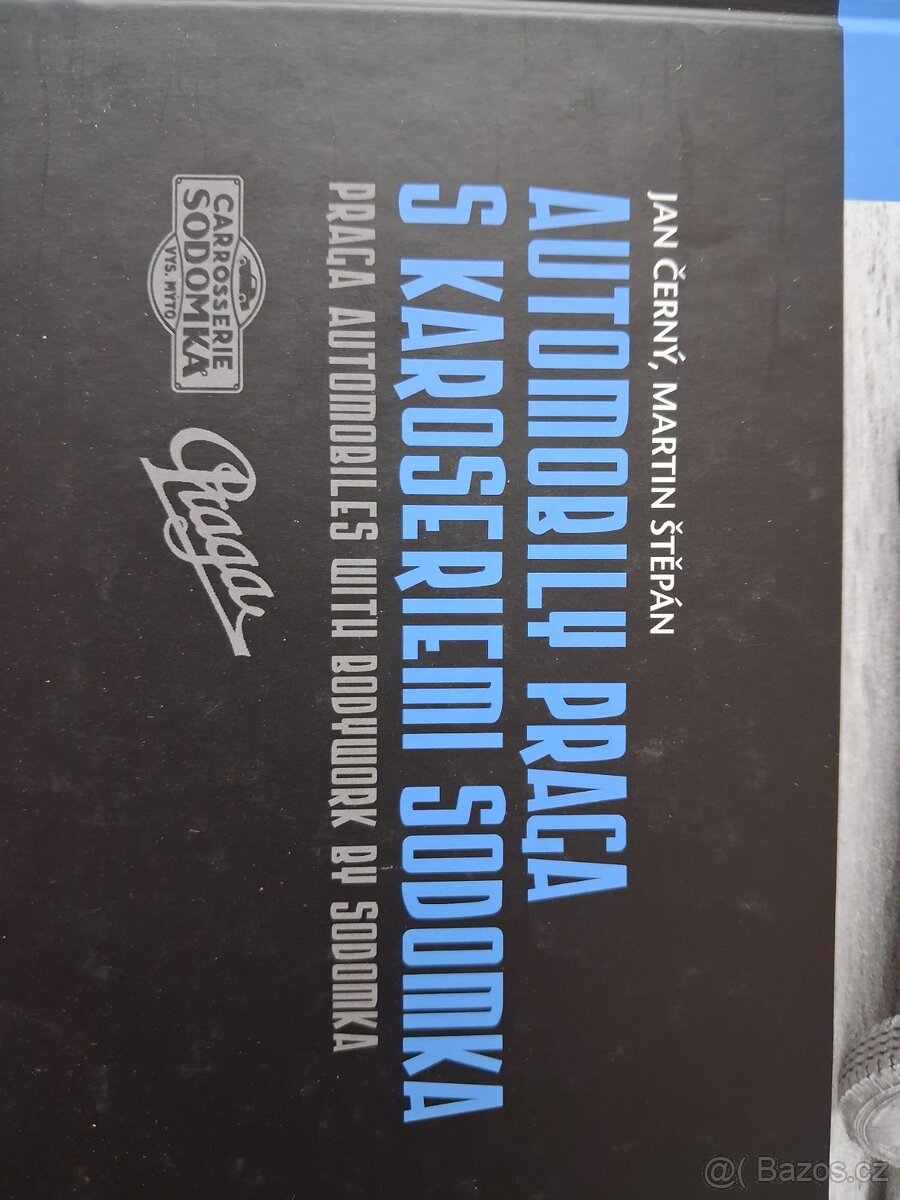 JAN ČERNÝ, MARTIN ŠTĚPÁN
AUTOMOBILY PRAGA
S KAROSERIEMI SODOMKA
PRAGA AUTOMOBILES WITH BODYWORK BY SODOMKA
CARROSSERIE
SODOMKA
VYS. MÝTO
Praga
@( Bazos.cz